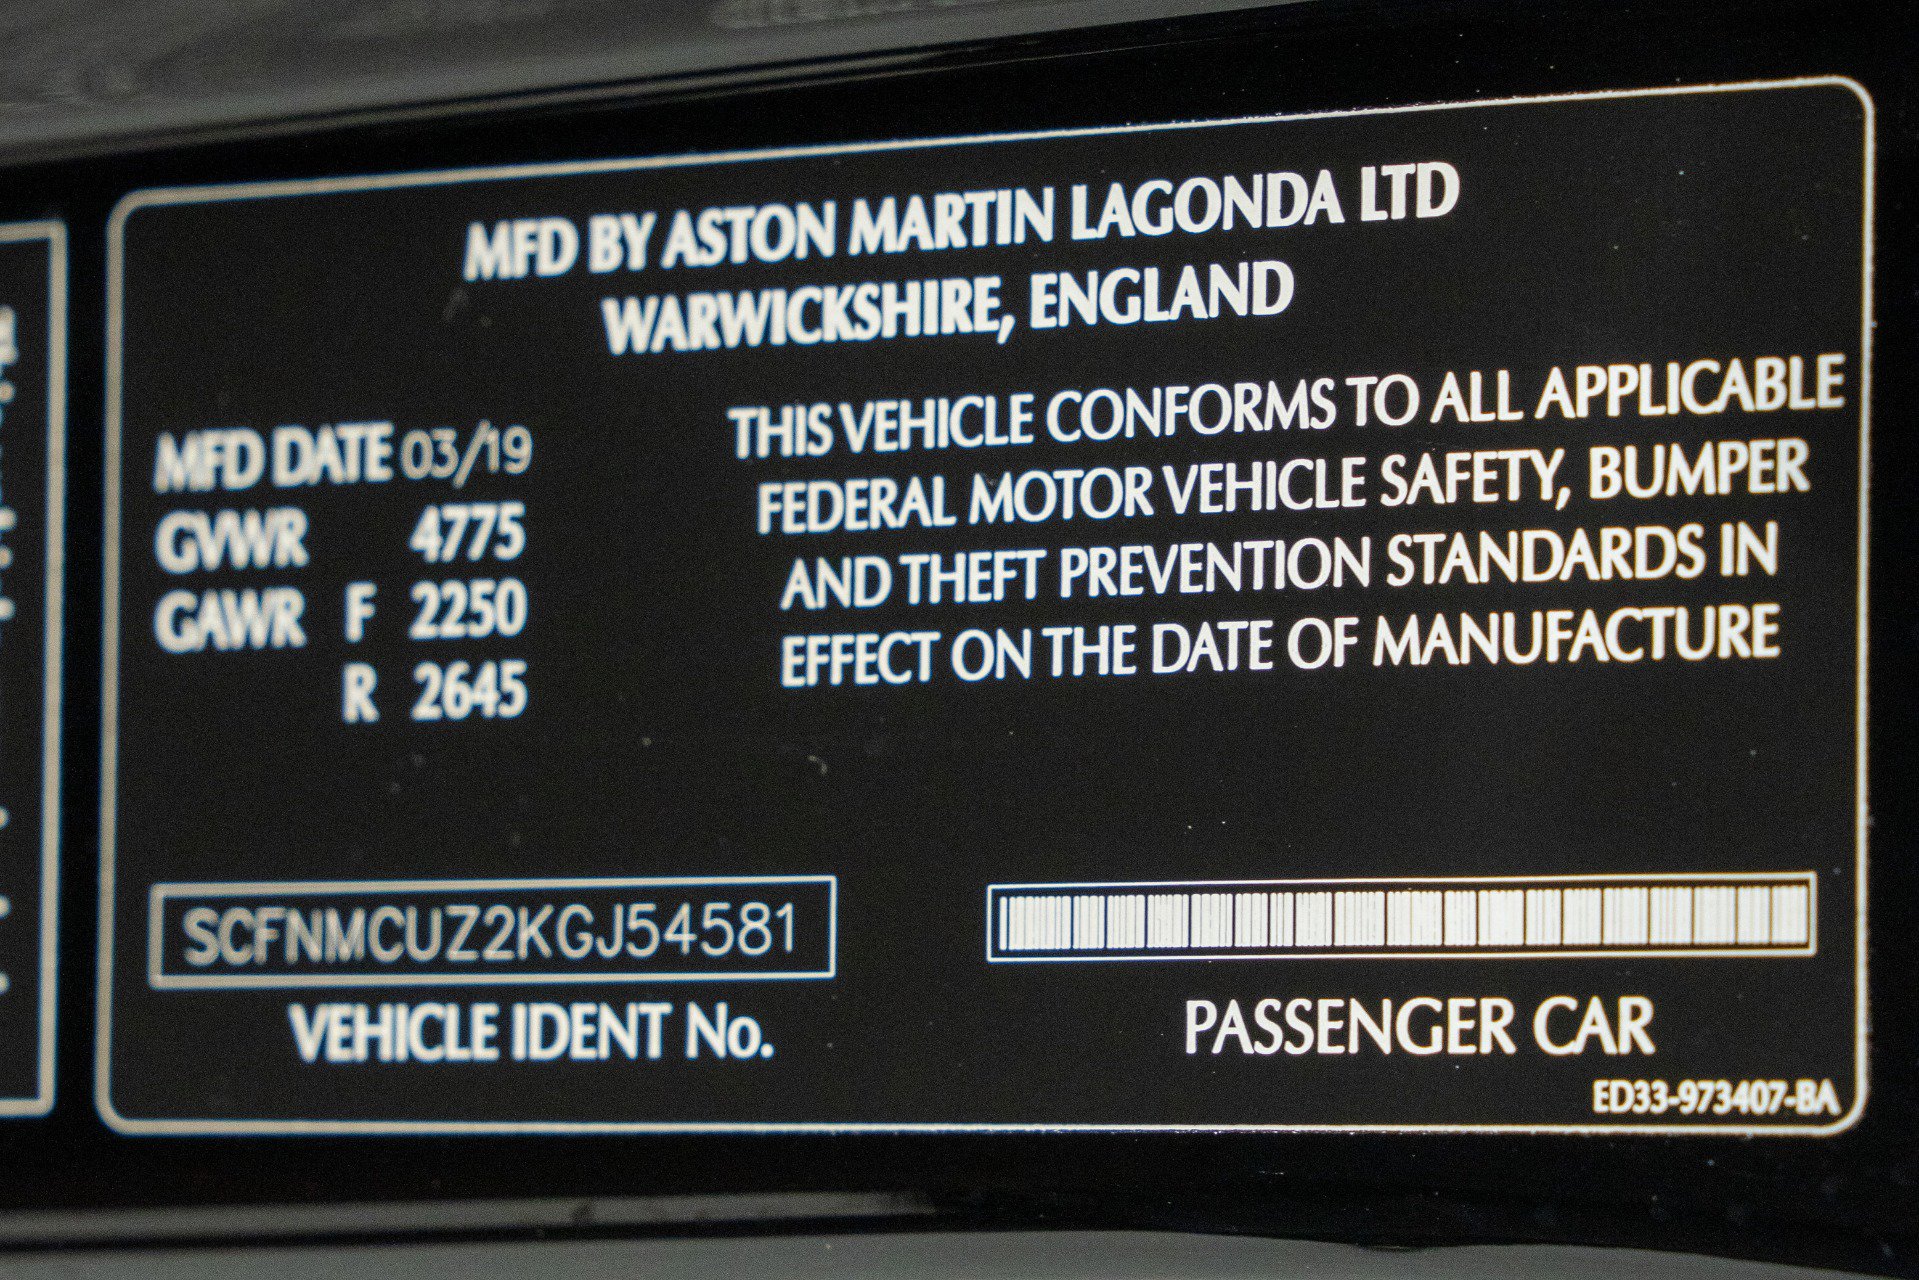 MFD BY ASTON MARTIN LAGONDA LTD
WARWICKSHIRE, ENGLAND
MFD DATE 03/19
GVWR 4775
GAWR F 2250
R 2645
THIS VEHICLE CONFORMS TO ALL APPLICABLE
FEDERAL MOTOR VEHICLE SAFETY, BUMPER
AND THEFT PREVENTION STANDARDS IN
EFFECT ON THE DATE OF MANUFACTURE
SCFNMCUZ2KGJ54581
VEHICLE IDENT No.
PASSENGER CAR
ED33-973407-BA